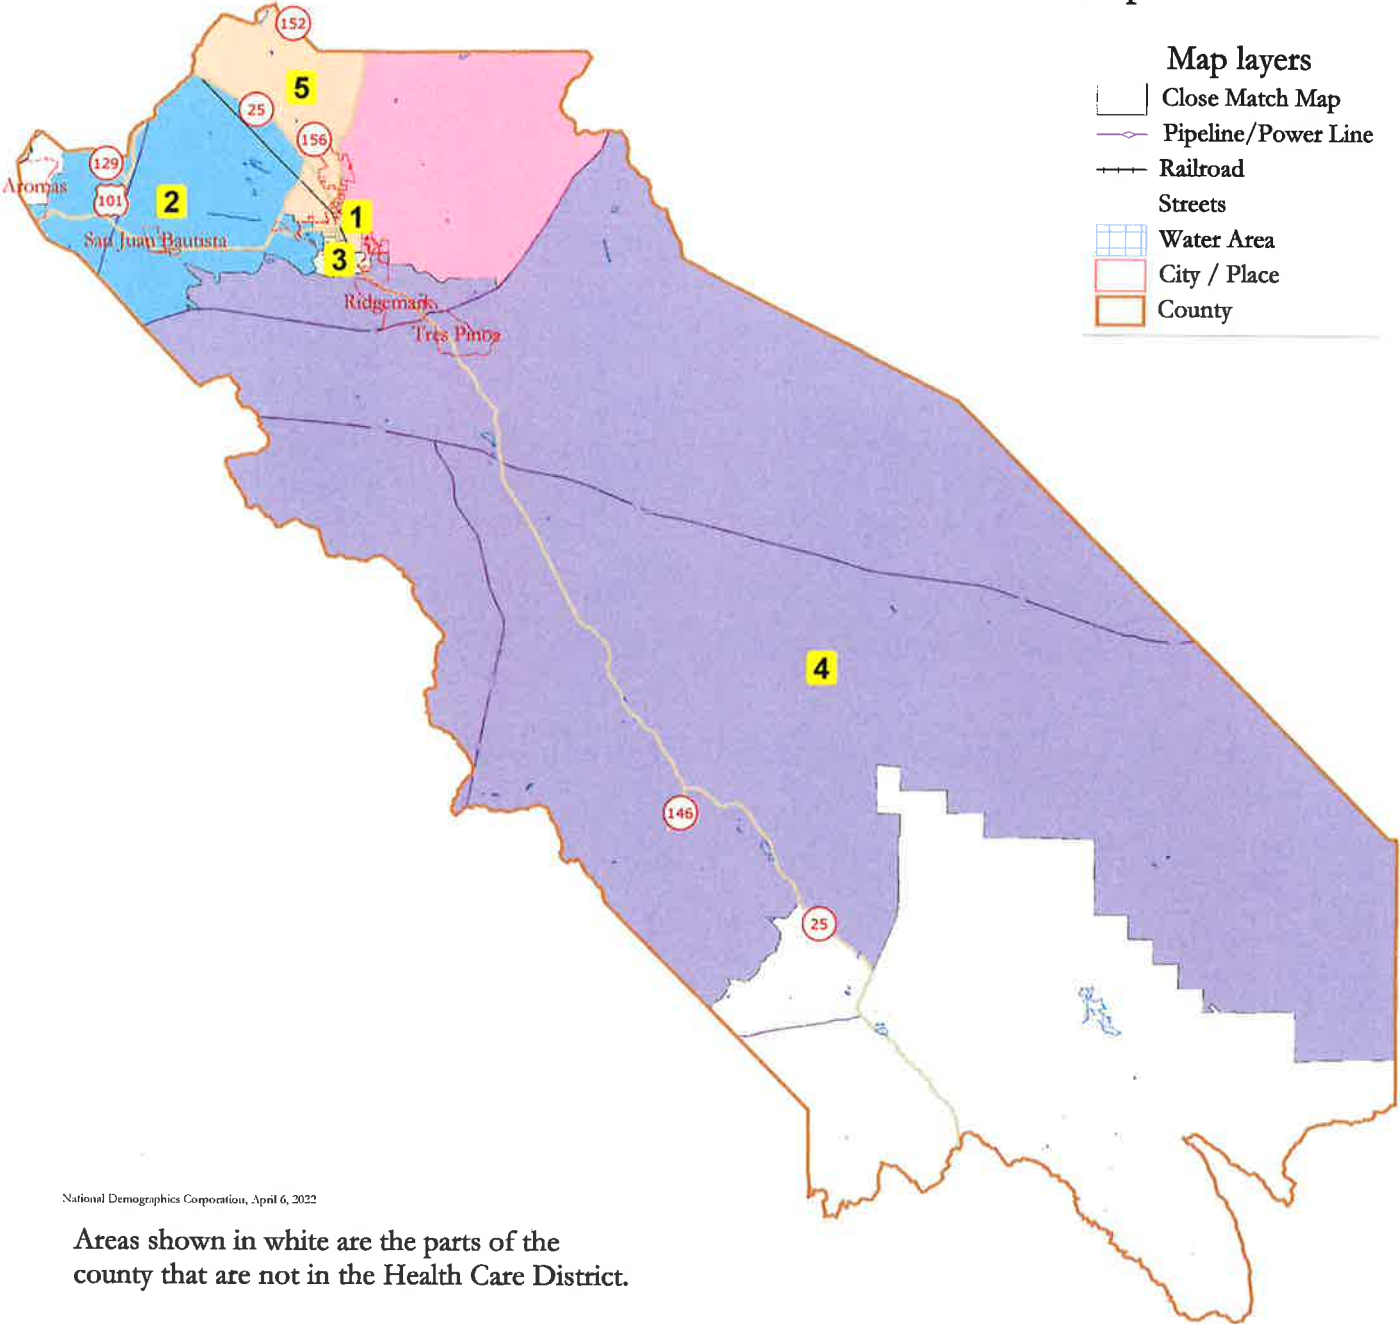 Map layers
Close Match Map
Pipeline/Power Line
Railroad
Streets
Water Area
City / Place
County
152
5
25
156
129
Aromas
101
2
1
San Juan Bautista
3
Ridgemark
Tres Pinos
4
146
25
National Demographics Corporation, April 6, 2022
Areas shown in white are the parts of the
county that are not in the Health Care District.